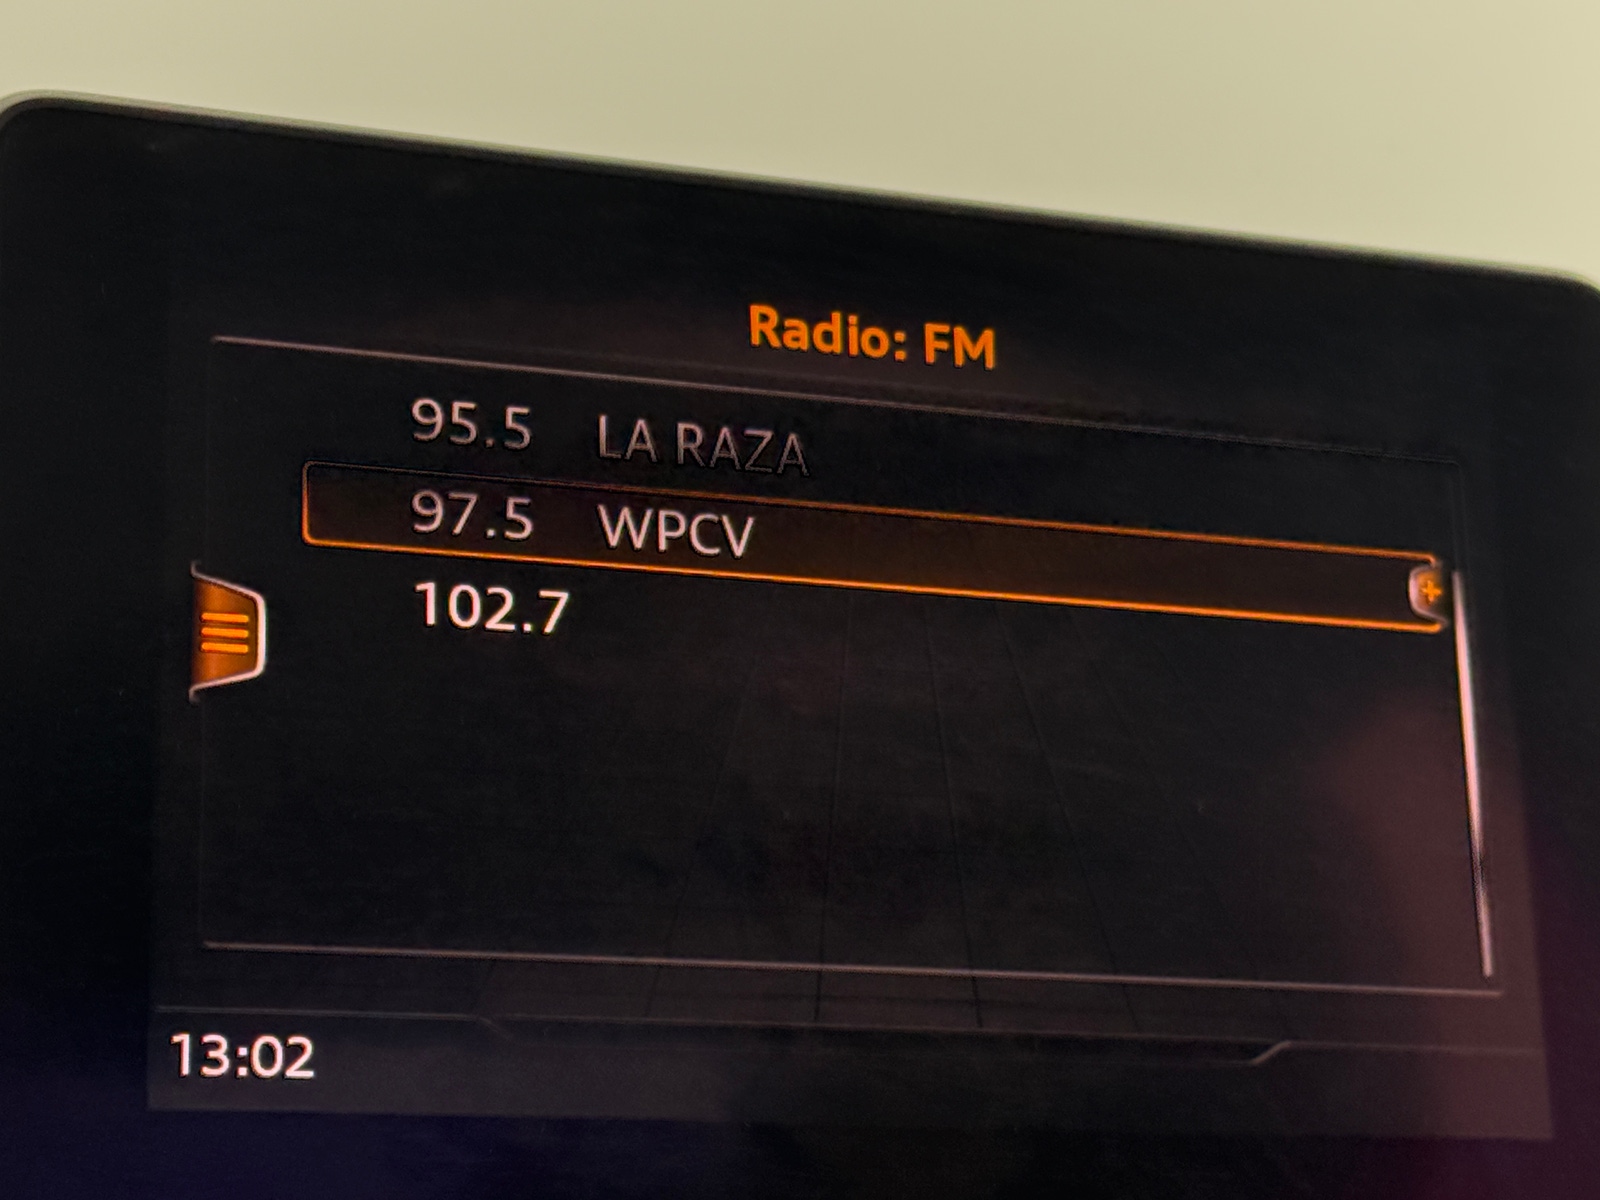 Radio: FM
95.5 LA RAZA
97.5 WPCV
102.7
13:02